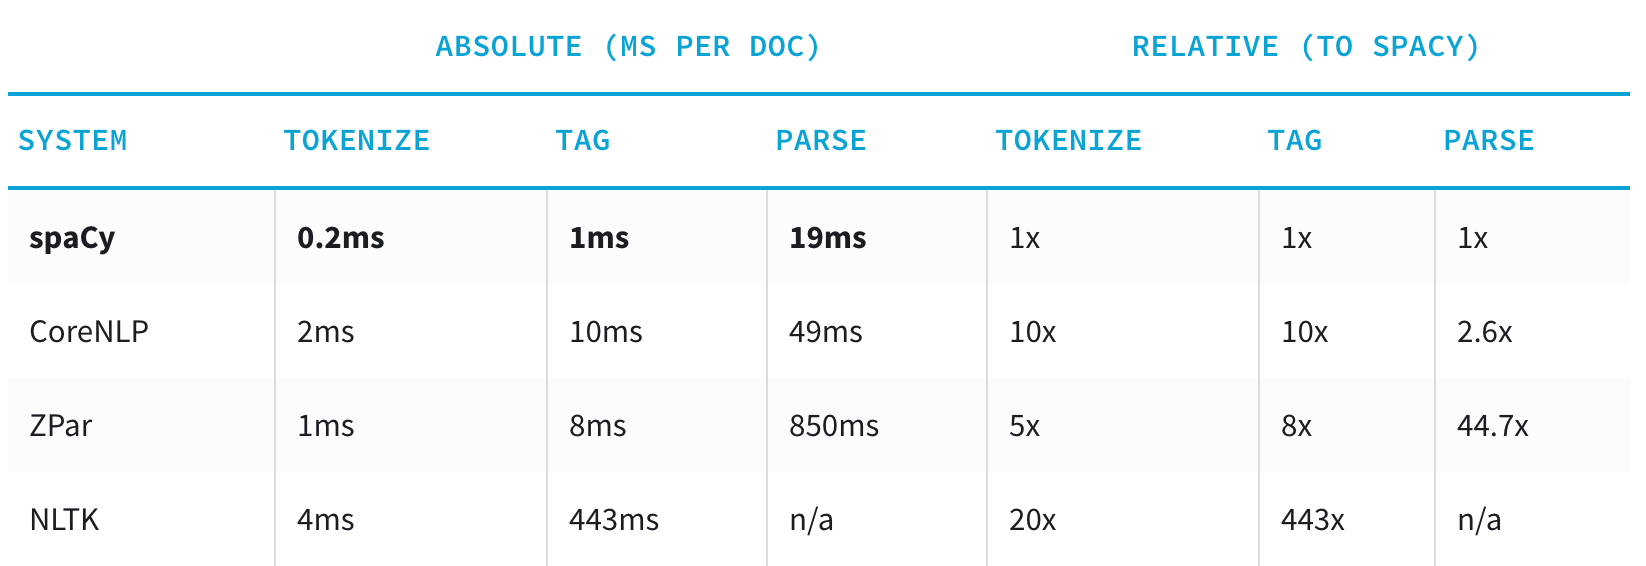 ABSOLUTE (MS PER DOC) RELATIVE (TO SPACY)
SYSTEM TOKENIZE TAG PARSE TOKENIZE TAG PARSE
spaCy 0.2ms 1ms 19ms 1x 1x 1x
CoreNLP 2ms 10ms 49ms 10x 10x 2.6x
ZPar 1ms 8ms 850ms 5x 8x 44.7x
NLTK 4ms 443ms n/a 20x 443x n/a